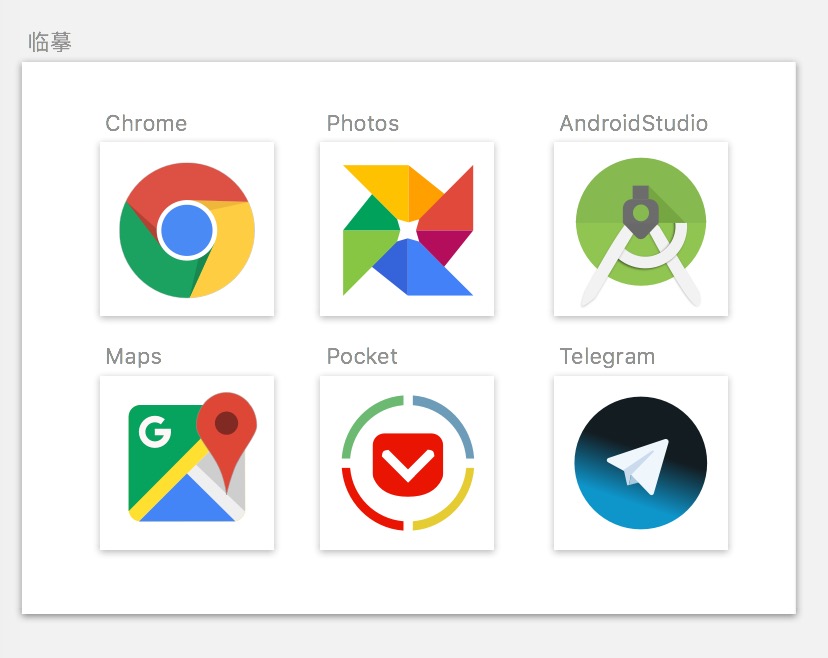 临摹
Chrome
Photos
AndroidStudio
Maps
Pocket
Telegram
G